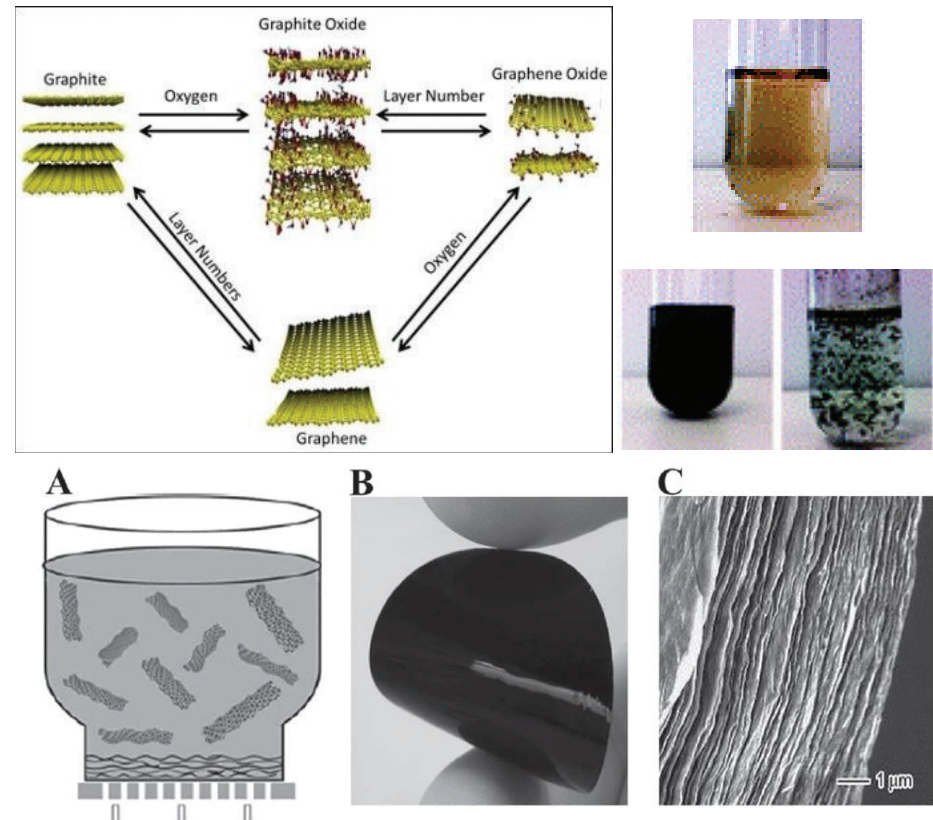 Graphite Oxide
Graphite
Graphene Oxide
Oxygen
Layer Number
Layer Numbers
Oxygen
Graphene
A
B
C
1 µm